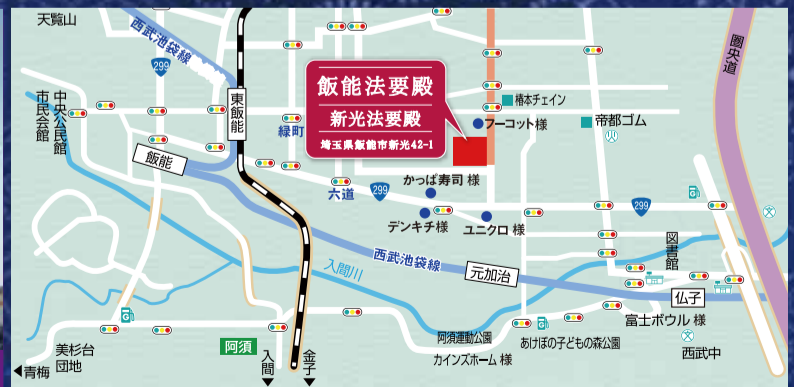 天覧山
西武池袋線
299
圏央道
中央公民館
市民会館
東飯能
飯能
緑町
飯能法要殿
新光法要殿
埼玉県飯能市新光42-1
椿本チェイン
フーコット様
帝都ゴム
六道
299
かっぱ寿司 様
デンキチ様
ユニクロ 様
299
図書館
西武池袋線
元加治
入間川
仏子
富士ボウル 様
西武中
阿須運動公園
カインズホーム 様
あけぼの子どもの森公園
阿須
入間
金子
美杉台
団地
青梅